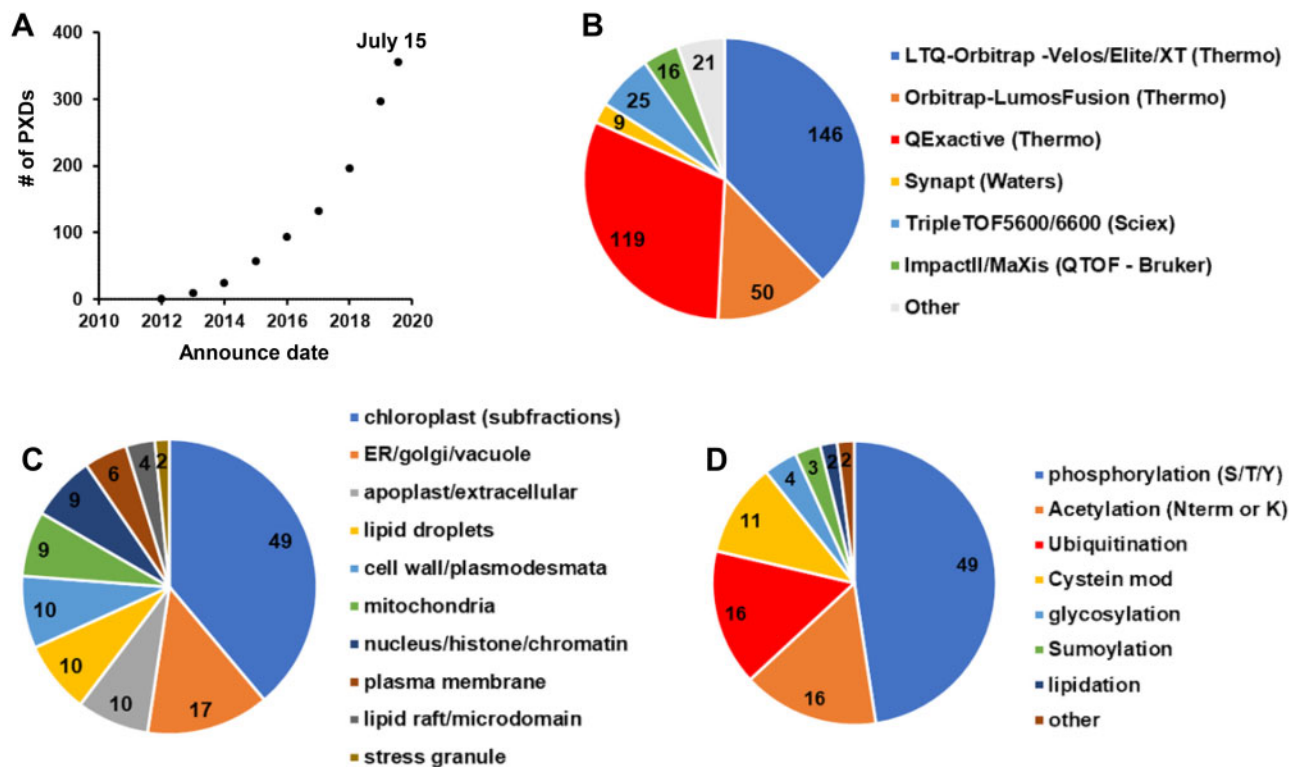 A
400
300
200
100
0
# of PXDs
July 15
2010 2012 2014 2016 2018 2020
Announce date
B
146
50
119
9
25
16
21
LTQ-Orbitrap -Velos/Elite/XT (Thermo)
Orbitrap-LumosFusion (Thermo)
QExactive (Thermo)
Synapt (Waters)
TripleTOF5600/6600 (Sciex)
ImpactII/MaXis (QTOF - Bruker)
Other
C
49
17
10
10
10
9
9
6
4
2
chloroplast (subfractions)
ER/golgi/vacuole
apoplast/extracellular
lipid droplets
cell wall/plasmodesmata
mitochondria
nucleus/histone/chromatin
plasma membrane
lipid raft/microdomain
stress granule
D
49
16
16
11
4
3
2
2
phosphorylation (S/T/Y)
Acetylation (Nterm or K)
Ubiquitination
Cystein mod
glycosylation
Sumoylation
lipidation
other